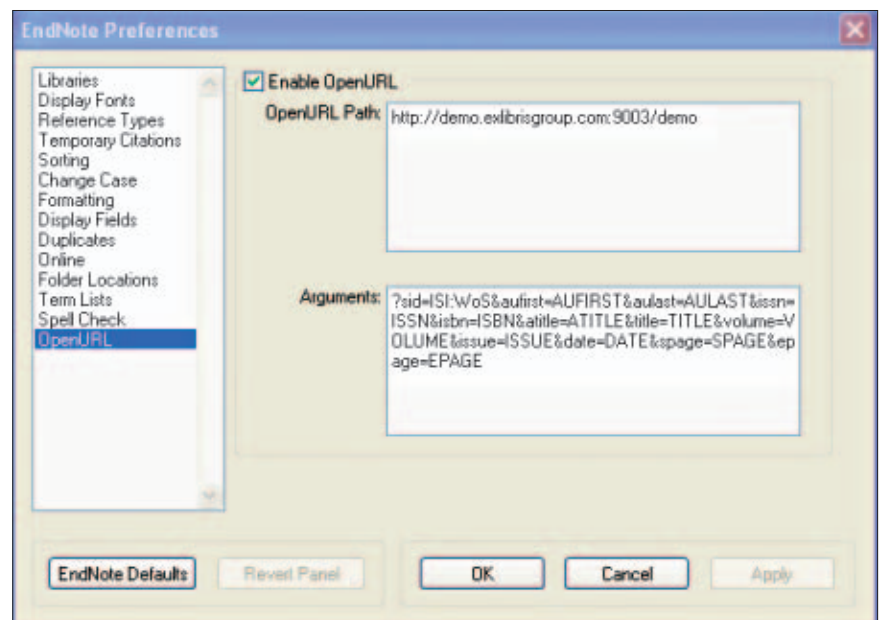 EndNote Preferences
Libraries
Display Fonts
Reference Types
Temporary Citations
Sorting
Change Case
Formatting
Display Fields
Duplicates
Online
Folder Locations
Term Lists
Spell Check
OpenURL
Enable OpenURL
OpenURL Path:
http://demo.exlibrisgroup.com:9003/demo
Arguments:
?sid=ISI:WoS&aufirst=AUFIRST&aulast=AULAST&issn=
ISSN&isbn=ISBN&atitle=ATITLE&title=TITLE&volume=V
OLUME&issue=ISSUE&date=DATE&spage=SPAGE&ep
age=EPAGE
EndNote Defaults
Revert Panel
OK
Cancel
Apply